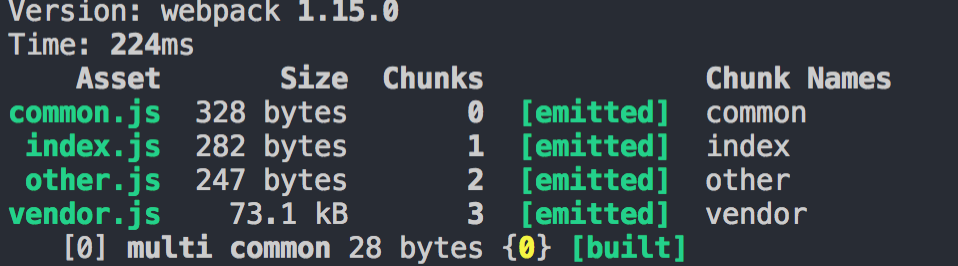 Version: webpack 1.15.0
Time: 224ms
Asset Size Chunks Chunk Names
common.js 328 bytes 0 [emitted] common
index.js 282 bytes 1 [emitted] index
other.js 247 bytes 2 [emitted] other
vendor.js 73.1 kB 3 [emitted] vendor
[0] multi common 28 bytes {0} [built]